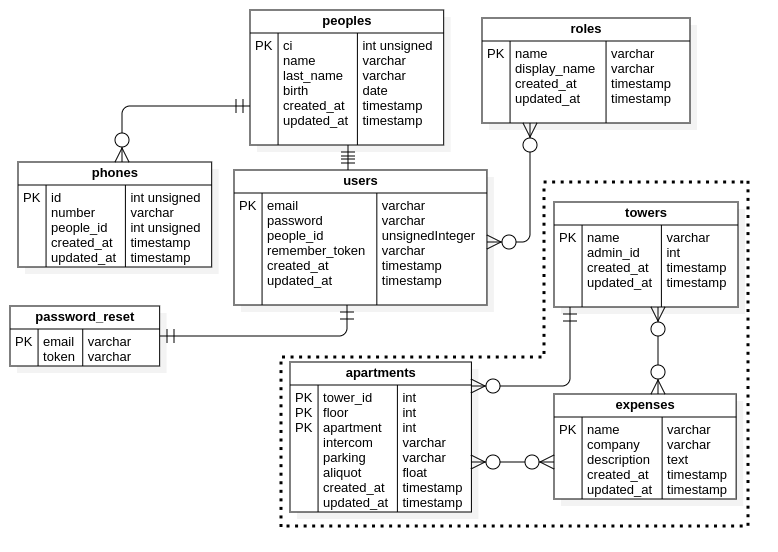 peoples
PK ci int unsigned
name varchar
last_name varchar
birth date
created_at timestamp
updated_at timestamp
roles
PK name varchar
display_name varchar
created_at timestamp
updated_at timestamp
phones
PK id int unsigned
number varchar
people_id int unsigned
created_at timestamp
updated_at timestamp
users
PK email varchar
password varchar
people_id unsignedInteger
remember_token varchar
created_at timestamp
updated_at timestamp
towers
PK name varchar
admin_id int
created_at timestamp
updated_at timestamp
password_reset
PK email varchar
token varchar
apartments
PK tower_id int
PK floor int
PK apartment int
intercom varchar
parking varchar
aliquot float
created_at timestamp
updated_at timestamp
expenses
PK name varchar
company varchar
description text
created_at timestamp
updated_at timestamp